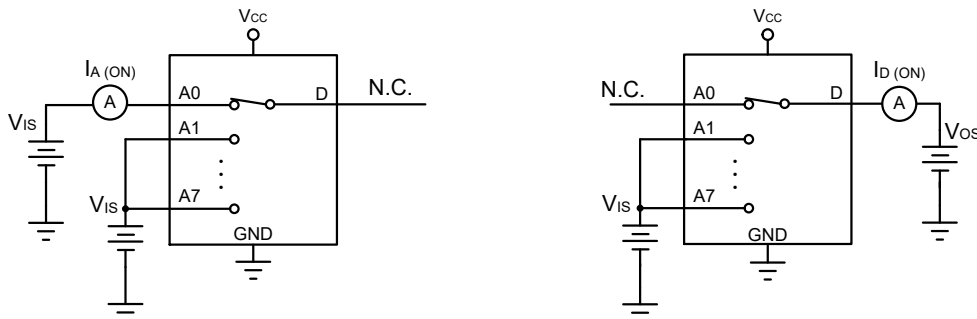 VCC
IA (ON)
A
A0
D
N.C.
VIS
A1
A7
VIS
GND
VCC
ID (ON)
N.C.
A0
D
A
A1
VOS
A7
VIS
GND